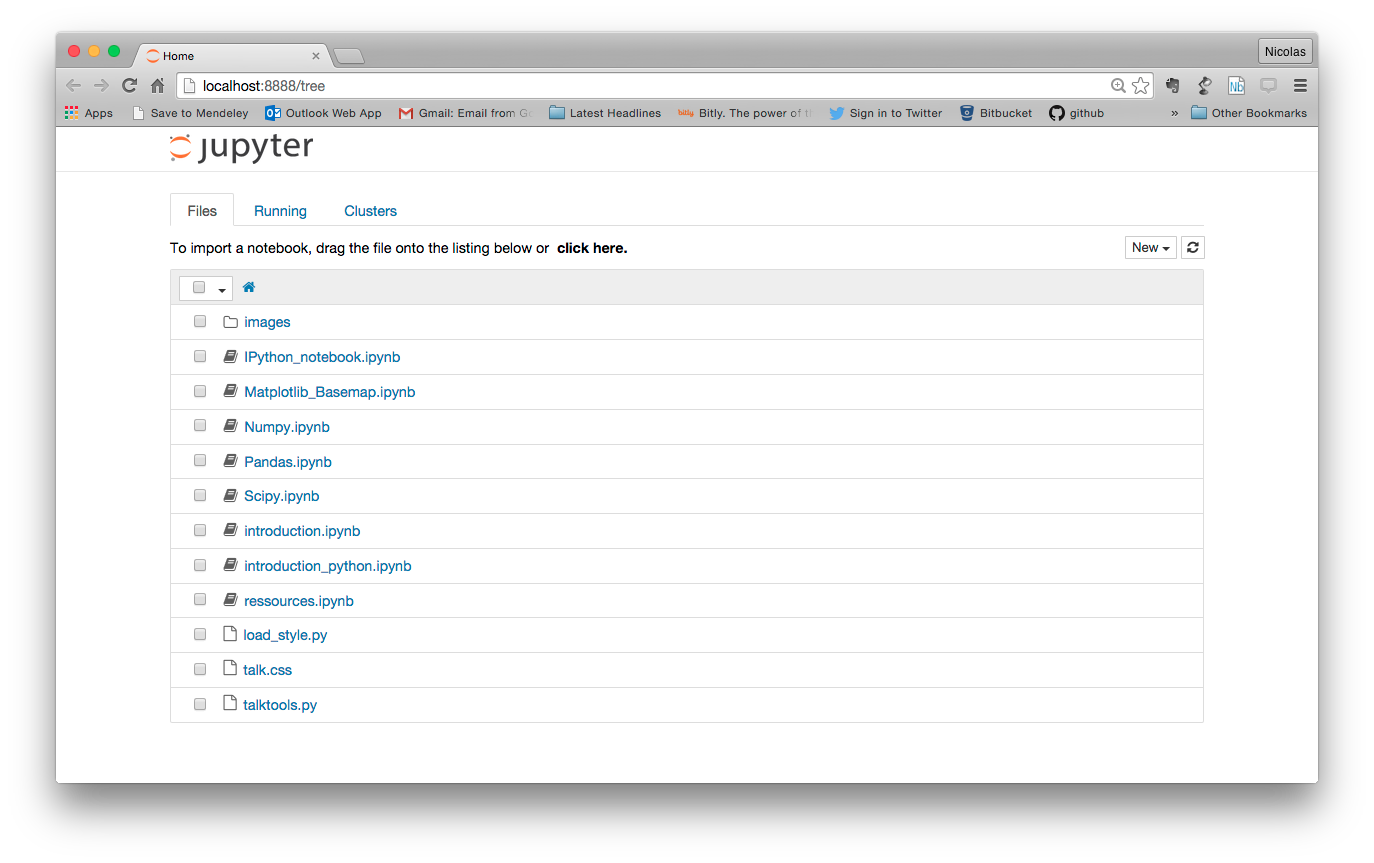 Home
Nicolas
localhost:8888/tree
Apps Save to Mendeley Outlook Web App Gmail: Email from Latest Headlines bitly Bitly. The power of Sign in to Twitter Bitbucket github » Other Bookmarks
Nb
jupyter
Files Running Clusters
To import a notebook, drag the file onto the listing below or click here.
New
images
IPython_notebook.ipynb
Matplotlib_Basemap.ipynb
Numpy.ipynb
Pandas.ipynb
Scipy.ipynb
introduction.ipynb
introduction_python.ipynb
ressources.ipynb
load_style.py
talk.css
talktools.py